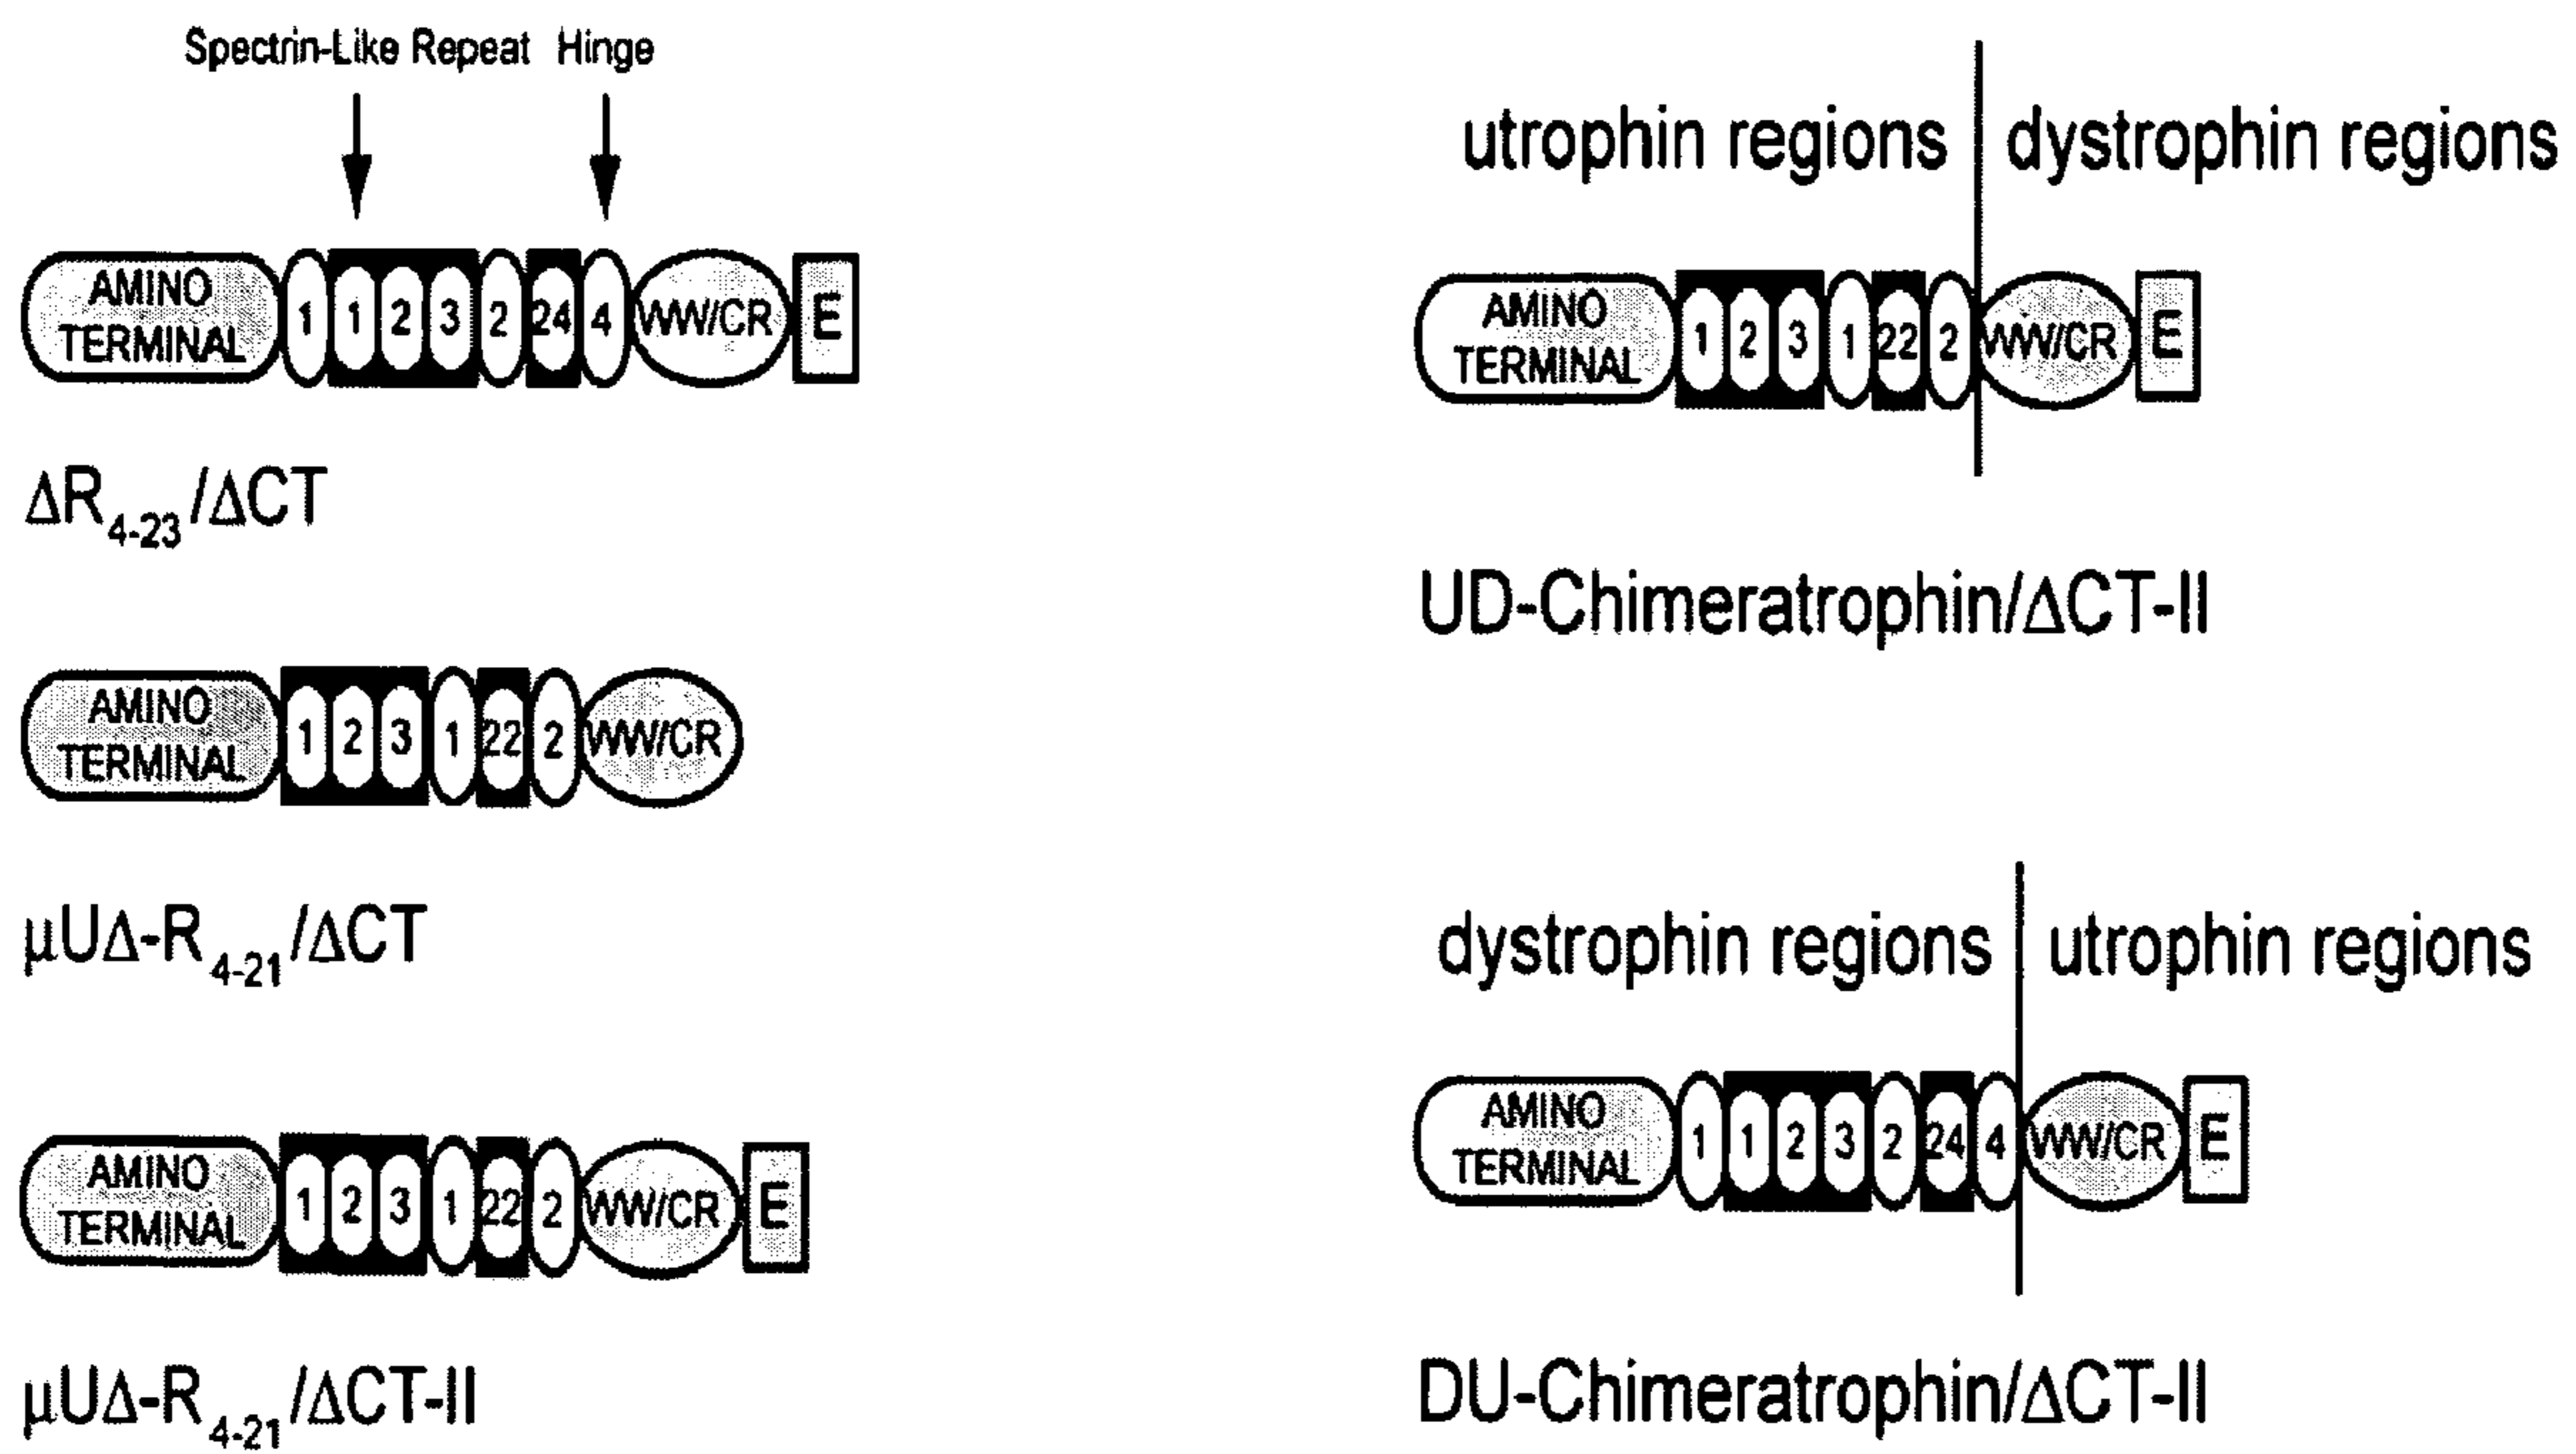 Spectrin-Like Repeat Hinge
AMINO
TERMINAL
1 1 2 3 2 24 4 WW/CR E
ΔR4-23/ΔCT
AMINO
TERMINAL
1 2 3 1 22 2 WW/CR
μUΔ-R4-21/ΔCT
AMINO
TERMINAL
1 2 3 1 22 2 WW/CR E
μUΔ-R4-21/ΔCT-II
utrophin regions dystrophin regions
AMINO
TERMINAL
1 2 3 1 22 2 WW/CR E
UD-Chimeratrophin/ΔCT-II
dystrophin regions utrophin regions
AMINO
TERMINAL
1 1 2 3 2 24 4 WW/CR E
DU-Chimeratrophin/ΔCT-II